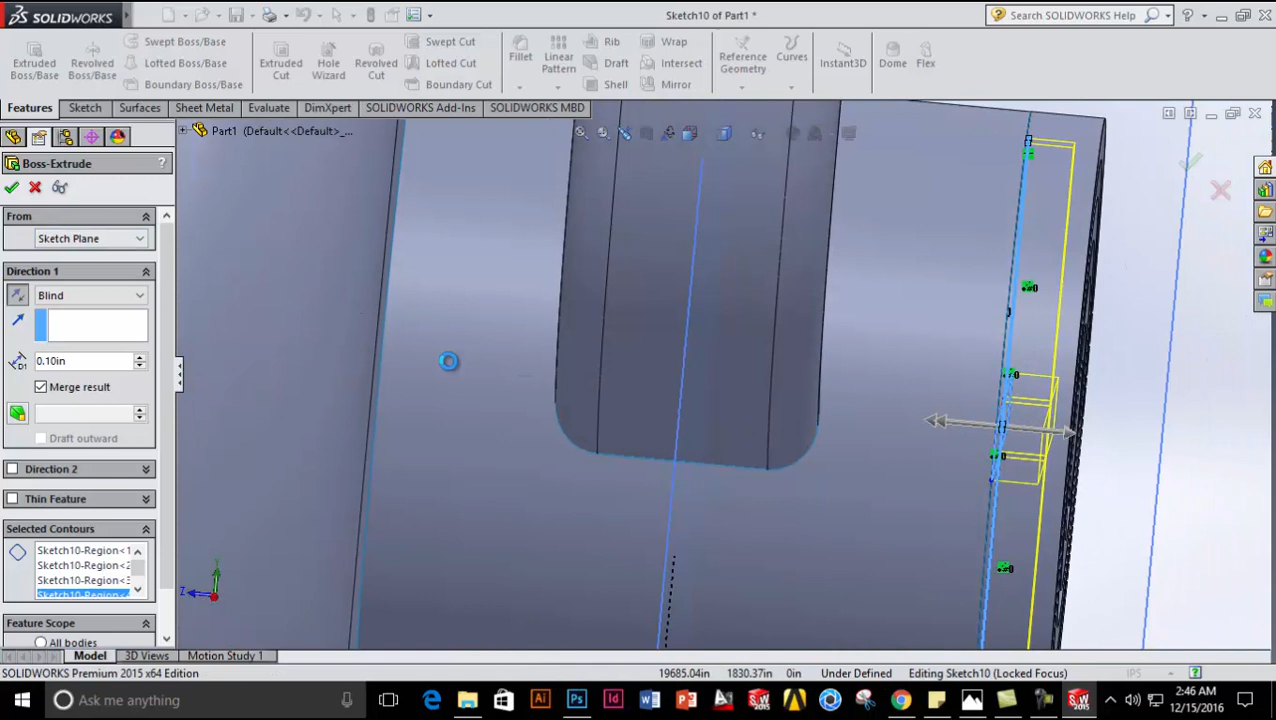 SOLIDWORKS
Sketch10 of Part1 *
Search SOLIDWORKS Help
Extruded Boss/Base
Revolved Boss/Base
Swept Boss/Base
Lofted Boss/Base
Boundary Boss/Base
Extruded Cut
Hole Wizard
Revolved Cut
Swept Cut
Lofted Cut
Boundary Cut
Fillet
Linear Pattern
Rib
Draft
Shell
Wrap
Intersect
Mirror
Reference Geometry
Curves
Instant3D
Dome
Flex
Features
Sketch
Surfaces
Sheet Metal
Evaluate
DimXpert
SOLIDWORKS Add-Ins
SOLIDWORKS MBD
Part1 (Default<<Default>_...
Boss-Extrude
?
From
Sketch Plane
Direction 1
Blind
D1
0.10in
Merge result
Draft outward
Direction 2
Thin Feature
Selected Contours
Sketch10-Region<1
Sketch10-Region<2
Sketch10-Region<3
Feature Scope
All bodies
Y
Z
0
0
0
0
Model
3D Views
Motion Study 1
SOLIDWORKS Premium 2015 x64 Edition
19685.04in
1830.37in
0in
Under Defined
Editing Sketch10 (Locked Focus)
IPS
Ask me anything
2:46 AM
12/15/2016